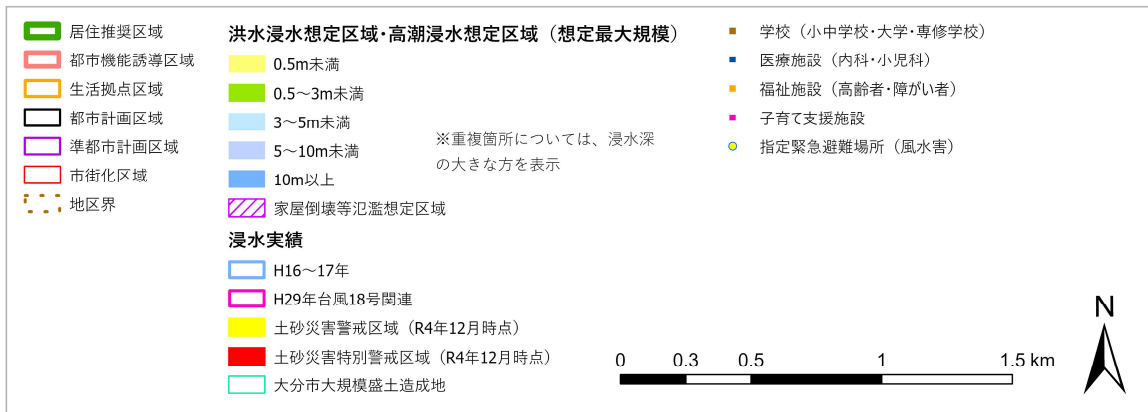 居住推奨区域
都市機能誘導区域
生活拠点区域
都市計画区域
準都市計画区域
市街化区域
地区界
洪水浸水想定区域・高潮浸水想定区域（想定最大規模）
0.5m未満
0.5～3m未満
3～5m未満
5～10m未満
10m以上
家屋倒壊等氾濫想定区域
※重複箇所については、浸水深
の大きな方を表示
浸水実績
H16～17年
H29年台風18号関連
土砂災害警戒区域（R4年12月時点）
土砂災害特別警戒区域（R4年12月時点）
大分市大規模盛土造成地
学校（小中学校・大学・専修学校）
医療施設（内科・小児科）
福祉施設（高齢者・障がい者）
子育て支援施設
指定緊急避難場所（風水害）
0 0.3 0.5 1 1.5 km
N